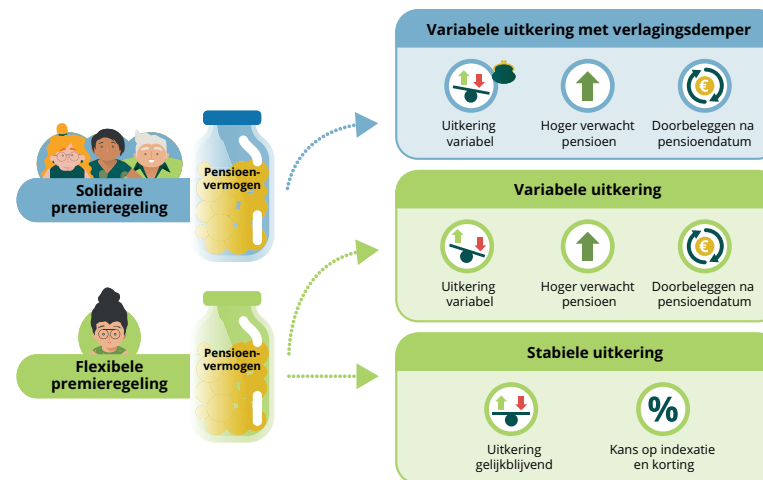 Variabele uitkering met verlagingsdemper
Uitkering
variabel
Hoger verwacht
pensioen
Doorbeleggen na
pensioendatum
€
Solidaire
premieregeling
Pensioen-
vermogen
Variabele uitkering
Uitkering
variabel
Hoger verwacht
pensioen
Doorbeleggen na
pensioendatum
€
Flexibele
premieregeling
Pensioen-
vermogen
Stabiele uitkering
Uitkering
gelijkblijvend
%
Kans op indexatie
en korting